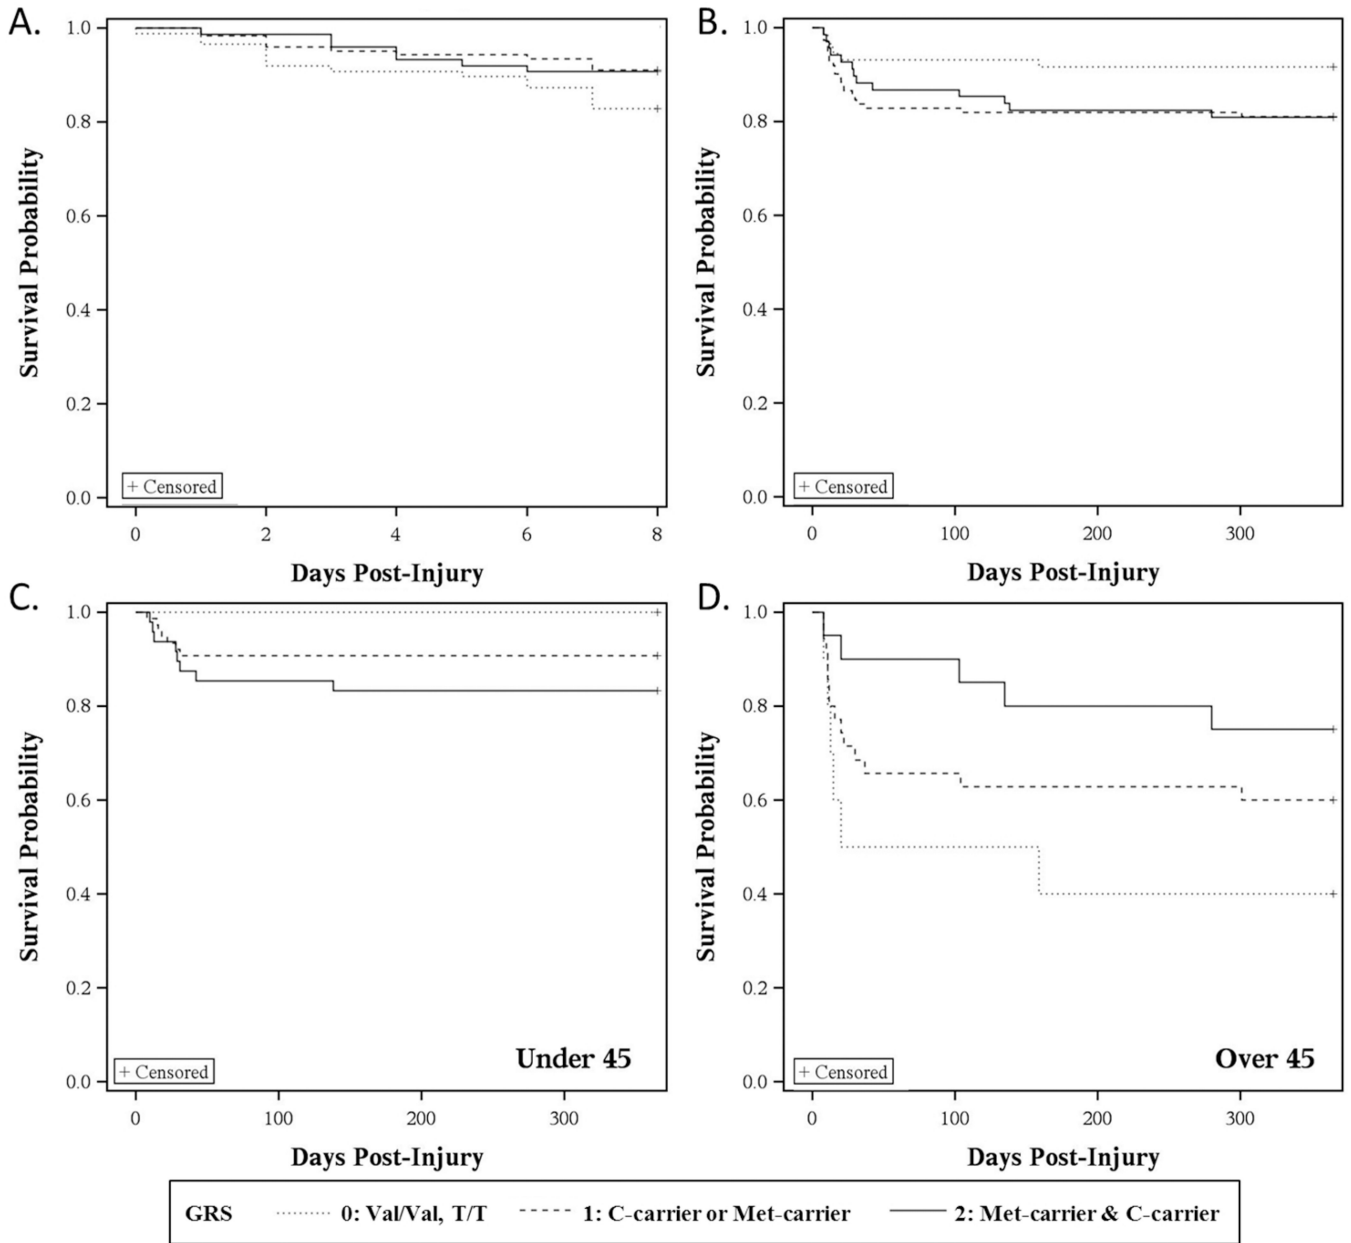 A.
1.0
0.8
0.6
0.4
0.2
0.0
Survival Probability
+ Censored
0 2 4 6 8
Days Post-Injury
B.
1.0
0.8
0.6
0.4
0.2
0.0
Survival Probability
+ Censored
0 100 200 300
Days Post-Injury
C.
1.0
0.8
0.6
0.4
0.2
0.0
Survival Probability
Under 45
+ Censored
0 100 200 300
Days Post-Injury
D.
1.0
0.8
0.6
0.4
0.2
0.0
Survival Probability
Over 45
+ Censored
0 100 200 300
Days Post-Injury
GRS 0: Val/Val, T/T 1: C-carrier or Met-carrier 2: Met-carrier & C-carrier